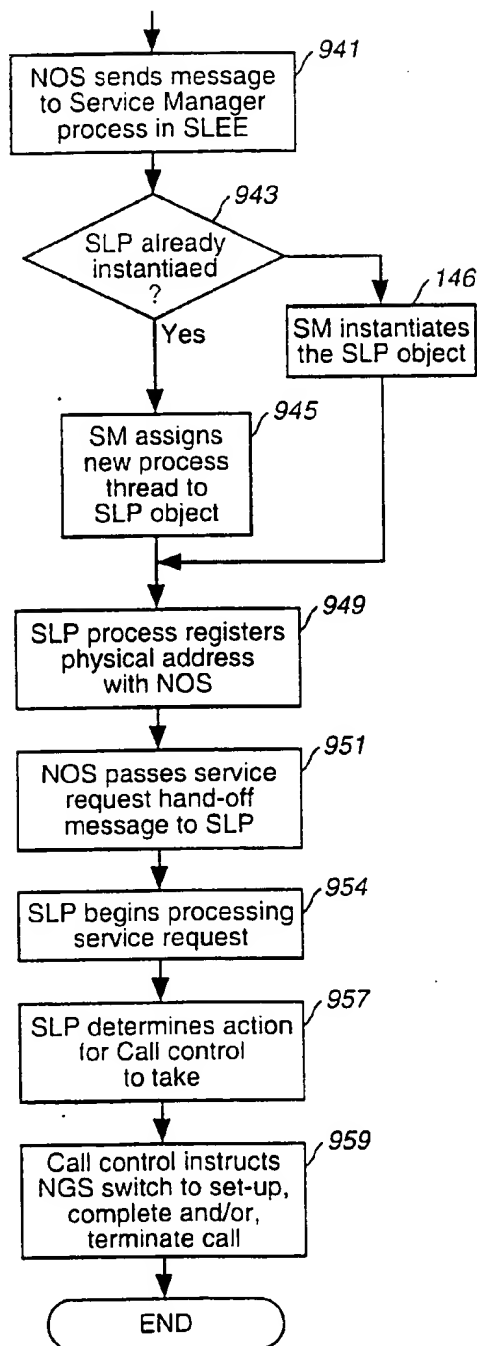 NOS sends message
to Service Manager
process in SLEE
941
SLP already
instantiaed
?
943
Yes
146
SM instantiates
the SLP object
945
SM assigns
new process
thread to
SLP object
949
SLP process registers
physical address
with NOS
951
NOS passes service
request hand-off
message to SLP
954
SLP begins processing
service request
957
SLP determines action
for Call control
to take
959
Call control instructs
NGS switch to set-up,
complete and/or,
terminate call
END